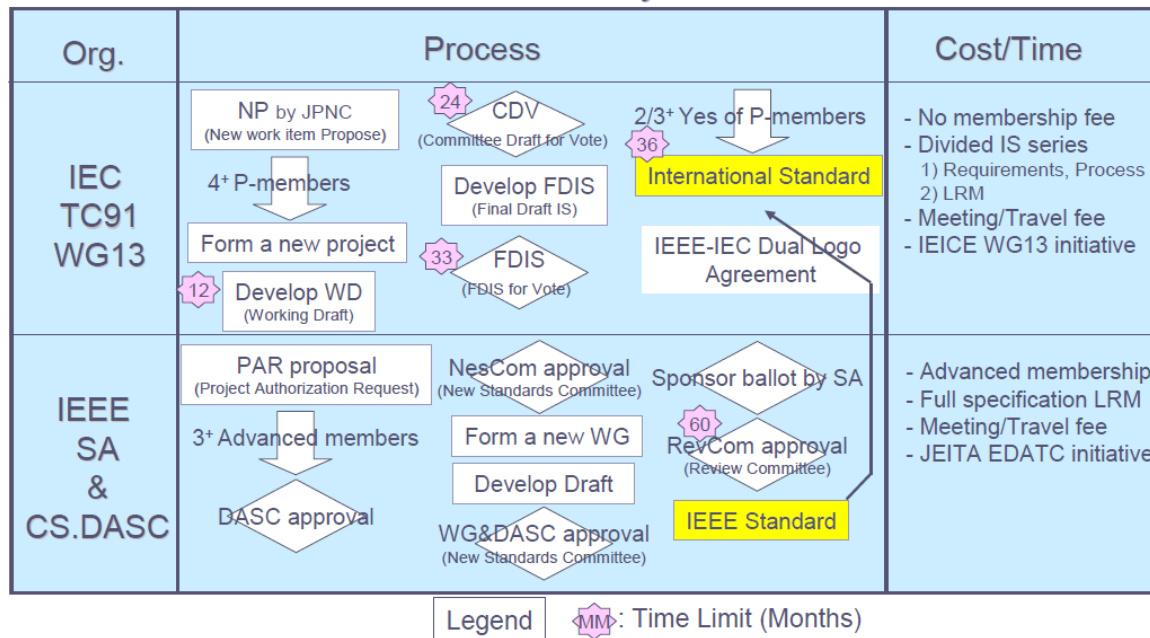 Org.
Process
Cost/Time
IEC
TC91
WG13
NP by JPNC
(New work item Propose)
4+ P-members
Form a new project
12
Develop WD
(Working Draft)
24
CDV
(Committee Draft for Vote)
Develop FDIS
(Final Draft IS)
33
FDIS
(FDIS for Vote)
2/3+ Yes of P-members
36
International Standard
IEEE-IEC Dual Logo
Agreement
- No membership fee
- Divided IS series
1) Requirements, Process
2) LRM
- Meeting/Travel fee
- IEICE WG13 initiative
IEEE
SA
&
CS.DASC
PAR proposal
(Project Authorization Request)
3+ Advanced members
DASC approval
NesCom approval
(New Standards Committee)
Form a new WG
Develop Draft
WG&DASC approval
(New Standards Committee)
Sponsor ballot by SA
60
RevCom approval
(Review Committee)
IEEE Standard
- Advanced membership
- Full specification LRM
- Meeting/Travel fee
- JEITA EDATC initiative
Legend
MM: Time Limit (Months)